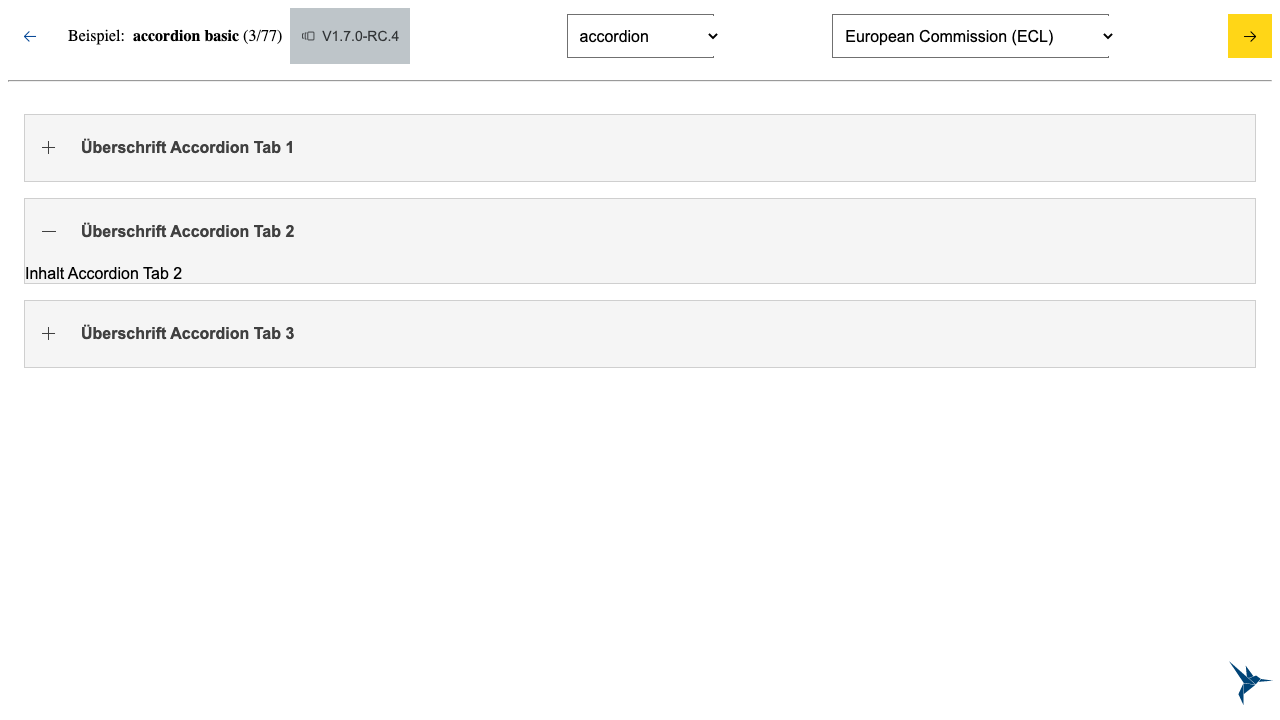 Beispiel: accordion basic (3/77) V1.7.0-RC.4 accordion European Commission (ECL)
Überschrift Accordion Tab 1
Überschrift Accordion Tab 2
Inhalt Accordion Tab 2
Überschrift Accordion Tab 3